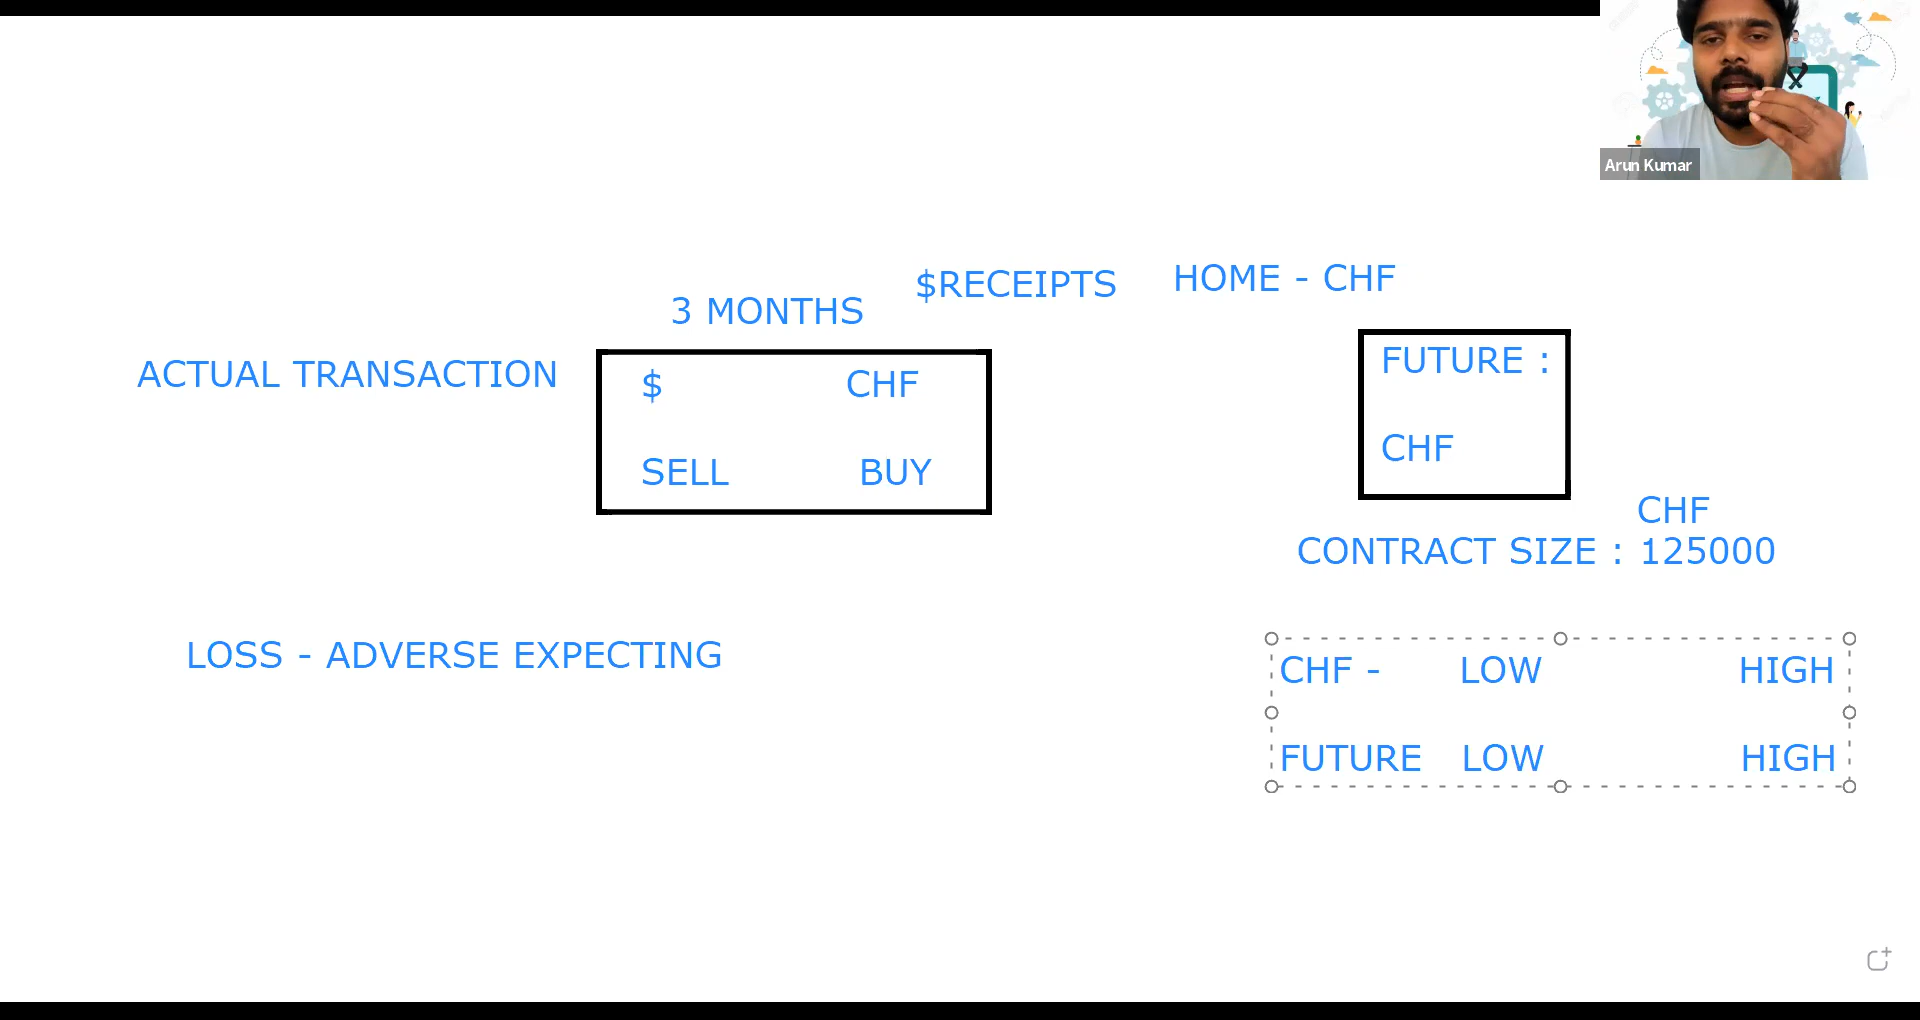 Arun Kumar
$RECEIPTS HOME - CHF
3 MONTHS
ACTUAL TRANSACTION
$ CHF
SELL BUY
FUTURE :
CHF
CHF
CONTRACT SIZE : 125000
LOSS - ADVERSE EXPECTING
CHF - LOW HIGH
FUTURE LOW HIGH